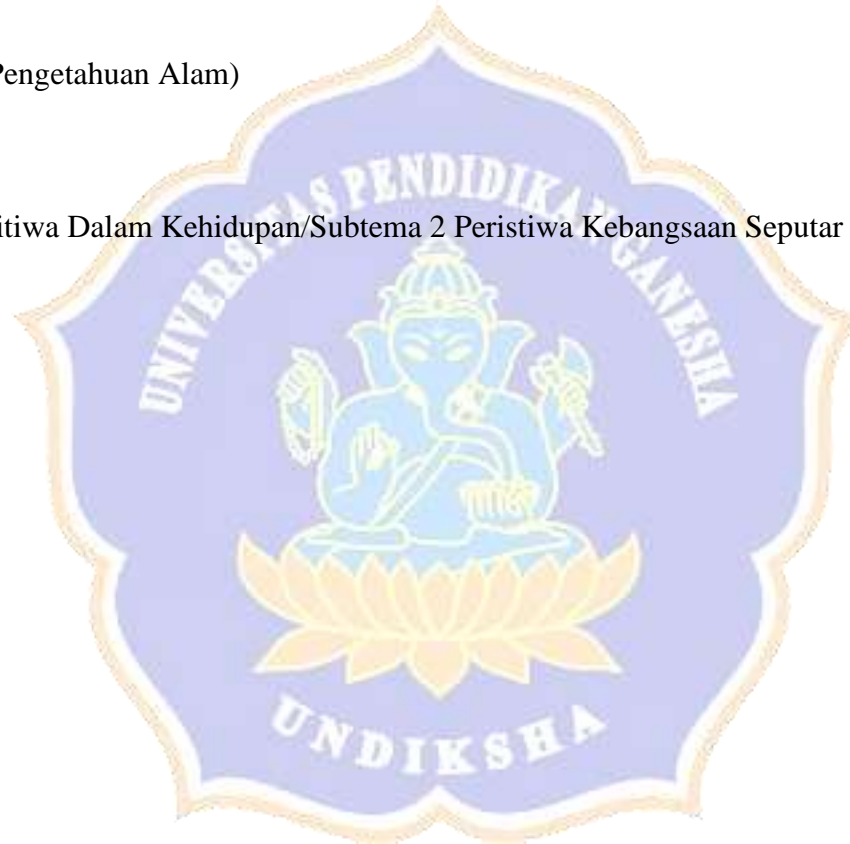 Pengetahuan Alam)
itiwa Dalam Kehidupan/Subtema 2 Peristiwa Kebangsaan Seputar
UNIVERSITAS PENDIDIKAN GANESHA
UNDIKSHA